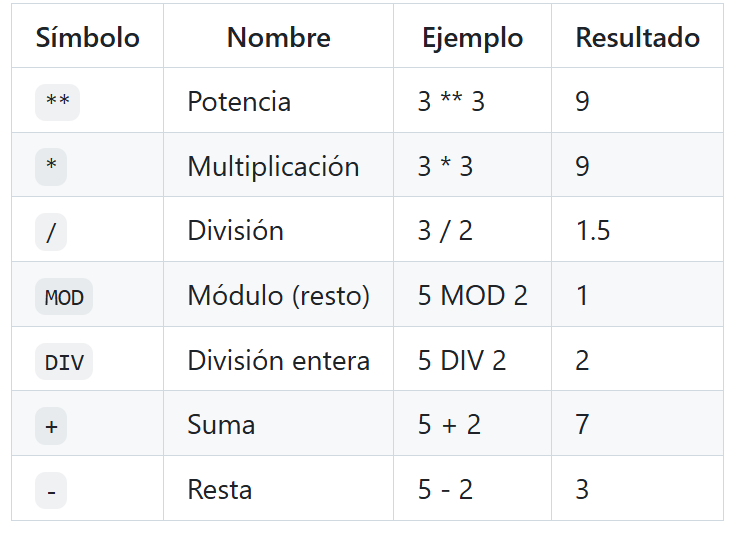 Símbolo Nombre Ejemplo Resultado
** Potencia 3 ** 3 9
* Multiplicación 3 * 3 9
/ División 3 / 2 1.5
MOD Módulo (resto) 5 MOD 2 1
DIV División entera 5 DIV 2 2
+ Suma 5 + 2 7
- Resta 5 - 2 3